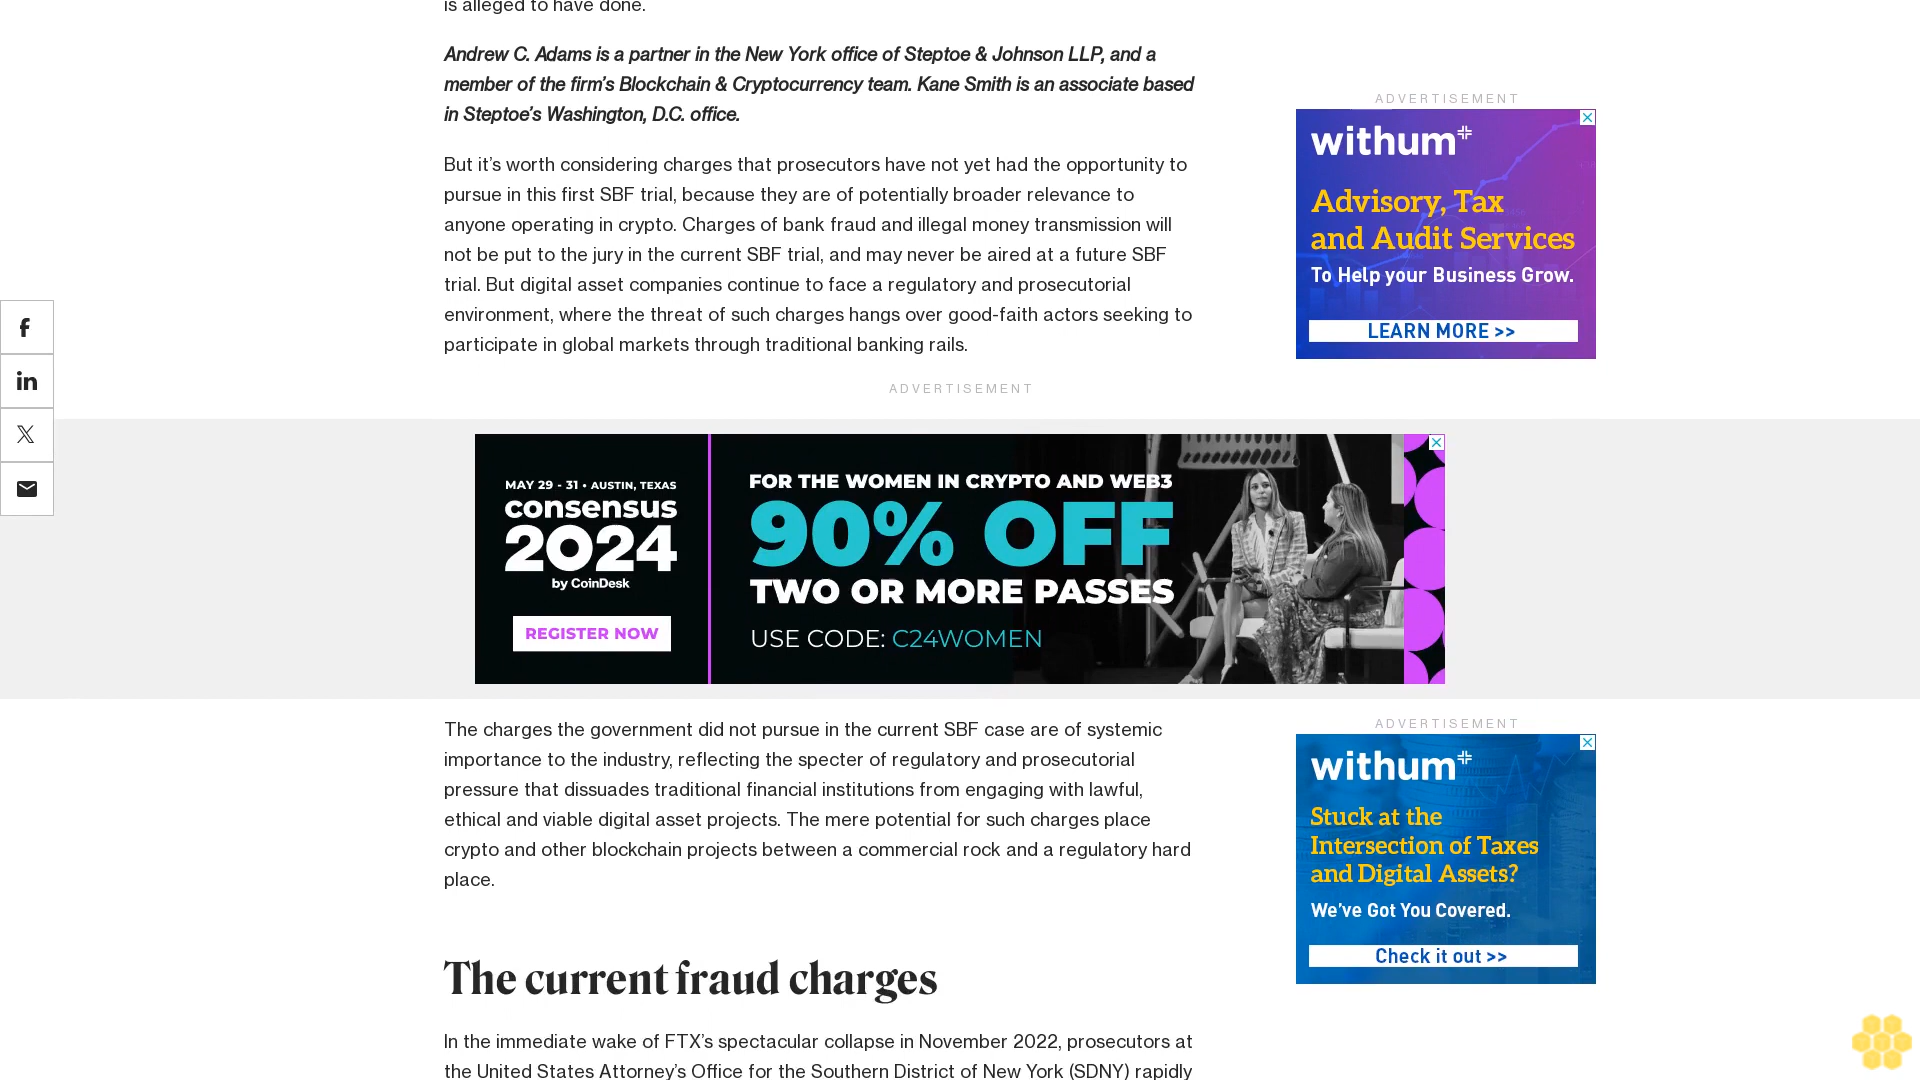 is alleged to have done.
Andrew C. Adams is a partner in the New York office of Steptoe & Johnson LLP, and a
member of the firm’s Blockchain & Cryptocurrency team. Kane Smith is an associate based
in Steptoe’s Washington, D.C. office.
But it’s worth considering charges that prosecutors have not yet had the opportunity to
pursue in this first SBF trial, because they are of potentially broader relevance to
anyone operating in crypto. Charges of bank fraud and illegal money transmission will
not be put to the jury in the current SBF trial, and may never be aired at a future SBF
trial. But digital asset companies continue to face a regulatory and prosecutorial
environment, where the threat of such charges hangs over good-faith actors seeking to
participate in global markets through traditional banking rails.
ADVERTISEMENT
withum
Advisory, Tax
and Audit Services
To Help your Business Grow.
LEARN MORE >>
ADVERTISEMENT
MAY 29 - 31 • AUSTIN, TEXAS
consensus
2024
by CoinDesk
REGISTER NOW
FOR THE WOMEN IN CRYPTO AND WEB3
90% OFF
TWO OR MORE PASSES
USE CODE: C24WOMEN
The charges the government did not pursue in the current SBF case are of systemic
importance to the industry, reflecting the specter of regulatory and prosecutorial
pressure that dissuades traditional financial institutions from engaging with lawful,
ethical and viable digital asset projects. The mere potential for such charges place
crypto and other blockchain projects between a commercial rock and a regulatory hard
place.
ADVERTISEMENT
withum
Stuck at the
Intersection of Taxes
and Digital Assets?
We’ve Got You Covered.
Check it out >>
The current fraud charges
In the immediate wake of FTX’s spectacular collapse in November 2022, prosecutors at
the United States Attorney’s Office for the Southern District of New York (SDNY) rapidly